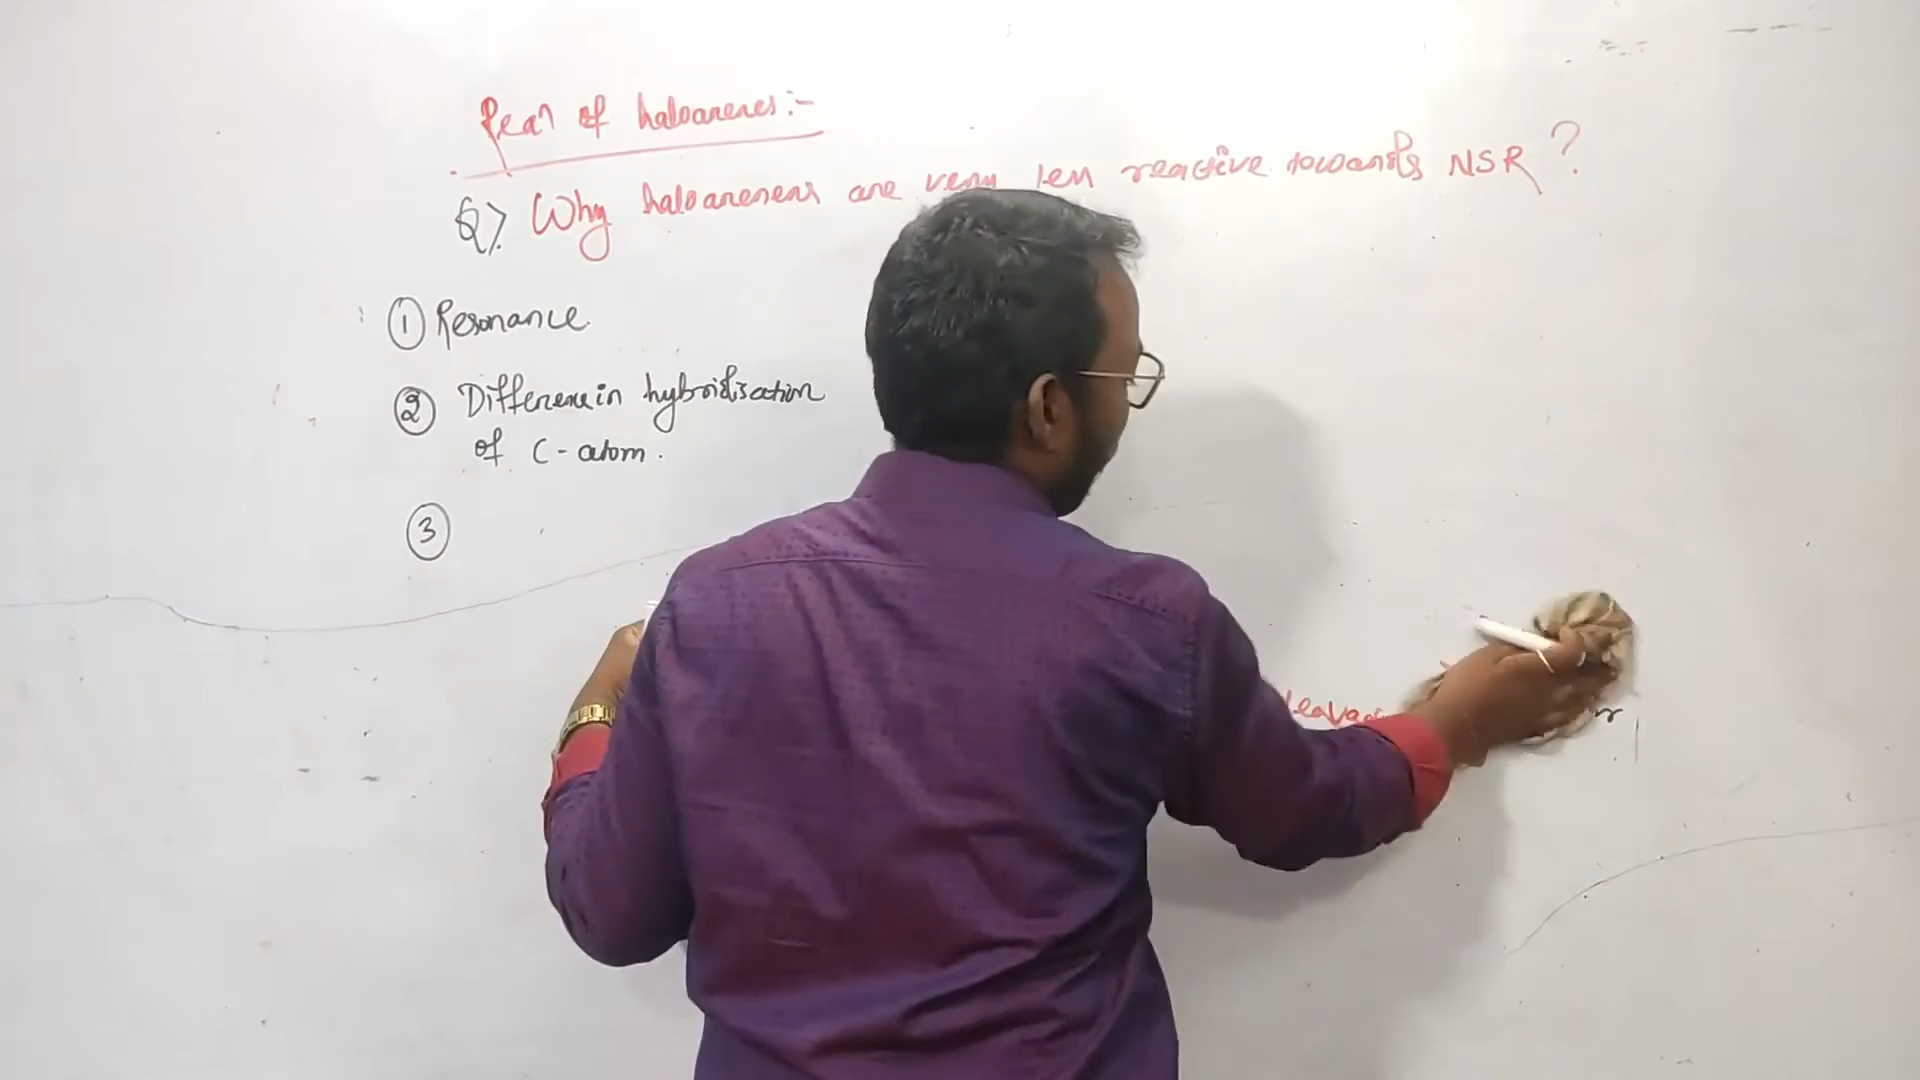 Rean of haloarenes:-
Q> Why haloareners are very less reactive towards NSR ?
① Resonance
② Difference in hybridisation
of C-atom.
③